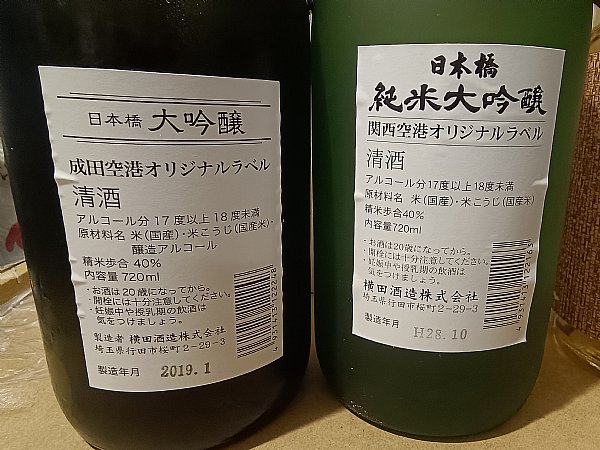 日本橋 大吟醸
成田空港オリジナルラベル
清酒
アルコール分 17度以上18度未満
原材料名 米(国産)・米こうじ(国産米)・
醸造アルコール
精米歩合 40%
内容量 720ml
・お酒は20歳になってから。
・開栓には十分注意してください。
・妊娠中や授乳期の飲酒は
気をつけましょう。
製造者 横田酒造株式会社
埼玉県行田市桜町2-29-3
製造年月 2019.1
日本橋
純米大吟醸
関西空港オリジナルラベル
清酒
アルコール分17度以上18度未満
原材料名 米(国産)・米こうじ(国産米)
精米歩合40%
内容量720ml
・お酒は20歳になってから。
・開栓には十分注意してください。
・妊娠中や授乳期の飲酒は
気をつけましょう。
横田酒造株式会社
埼玉県行田市桜町2-29-3
製造年月 H28.10